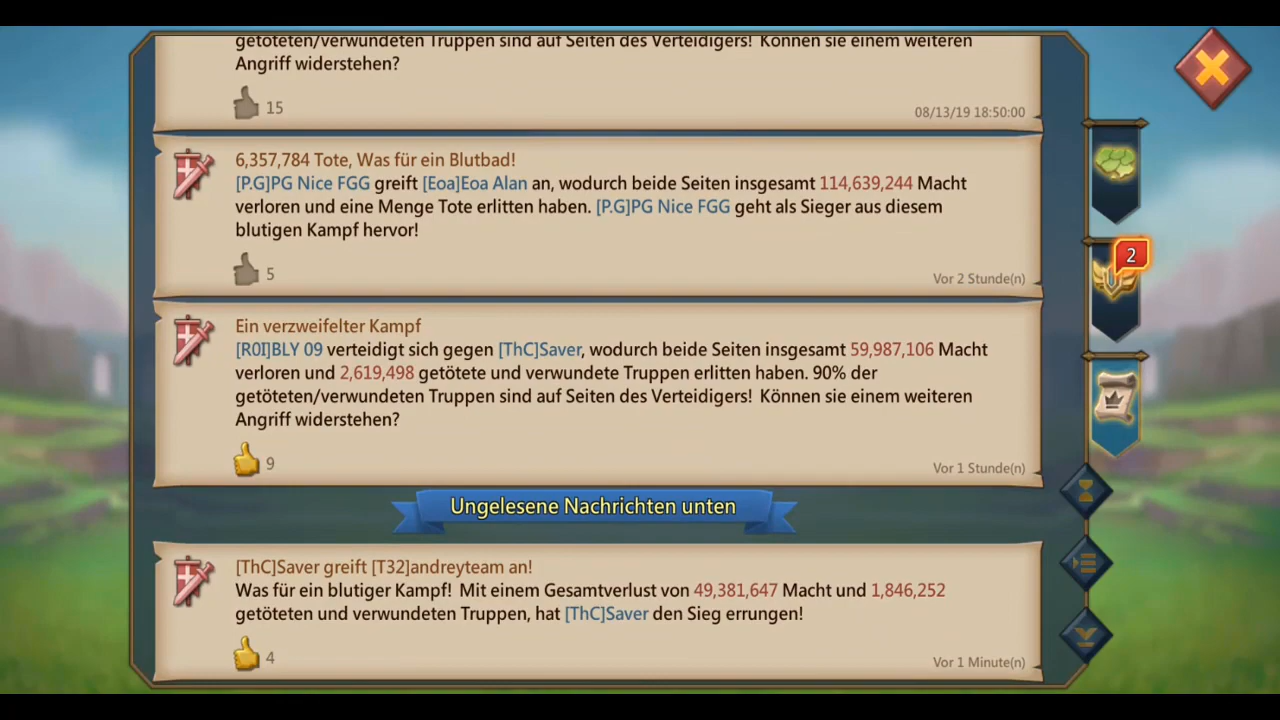 getöteten/verwundeten Truppen sind auf Seiten des Verteidigers! Können sie einem weiteren
Angriff widerstehen?
15
08/13/19 18:50:00
6,357,784 Tote, Was für ein Blutbad!
[P.G]PG Nice FGG greift [Eoa]Eoa Alan an, wodurch beide Seiten insgesamt 114,639,244 Macht
verloren und eine Menge Tote erlitten haben. [P.G]PG Nice FGG geht als Sieger aus diesem
blutigen Kampf hervor!
5
Vor 2 Stunde(n)
2
Ein verzweifelter Kampf
[R0I]BLY 09 verteidigt sich gegen [ThC]Saver, wodurch beide Seiten insgesamt 59,987,106 Macht
verloren und 2,619,498 getötete und verwundete Truppen erlitten haben. 90% der
getöteten/verwundeten Truppen sind auf Seiten des Verteidigers! Können sie einem weiteren
Angriff widerstehen?
9
Vor 1 Stunde(n)
Ungelesene Nachrichten unten
[ThC]Saver greift [T32]andreyteam an!
Was für ein blutiger Kampf! Mit einem Gesamtverlust von 49,381,647 Macht und 1,846,252
getöteten und verwundeten Truppen, hat [ThC]Saver den Sieg errungen!
4
Vor 1 Minute(n)